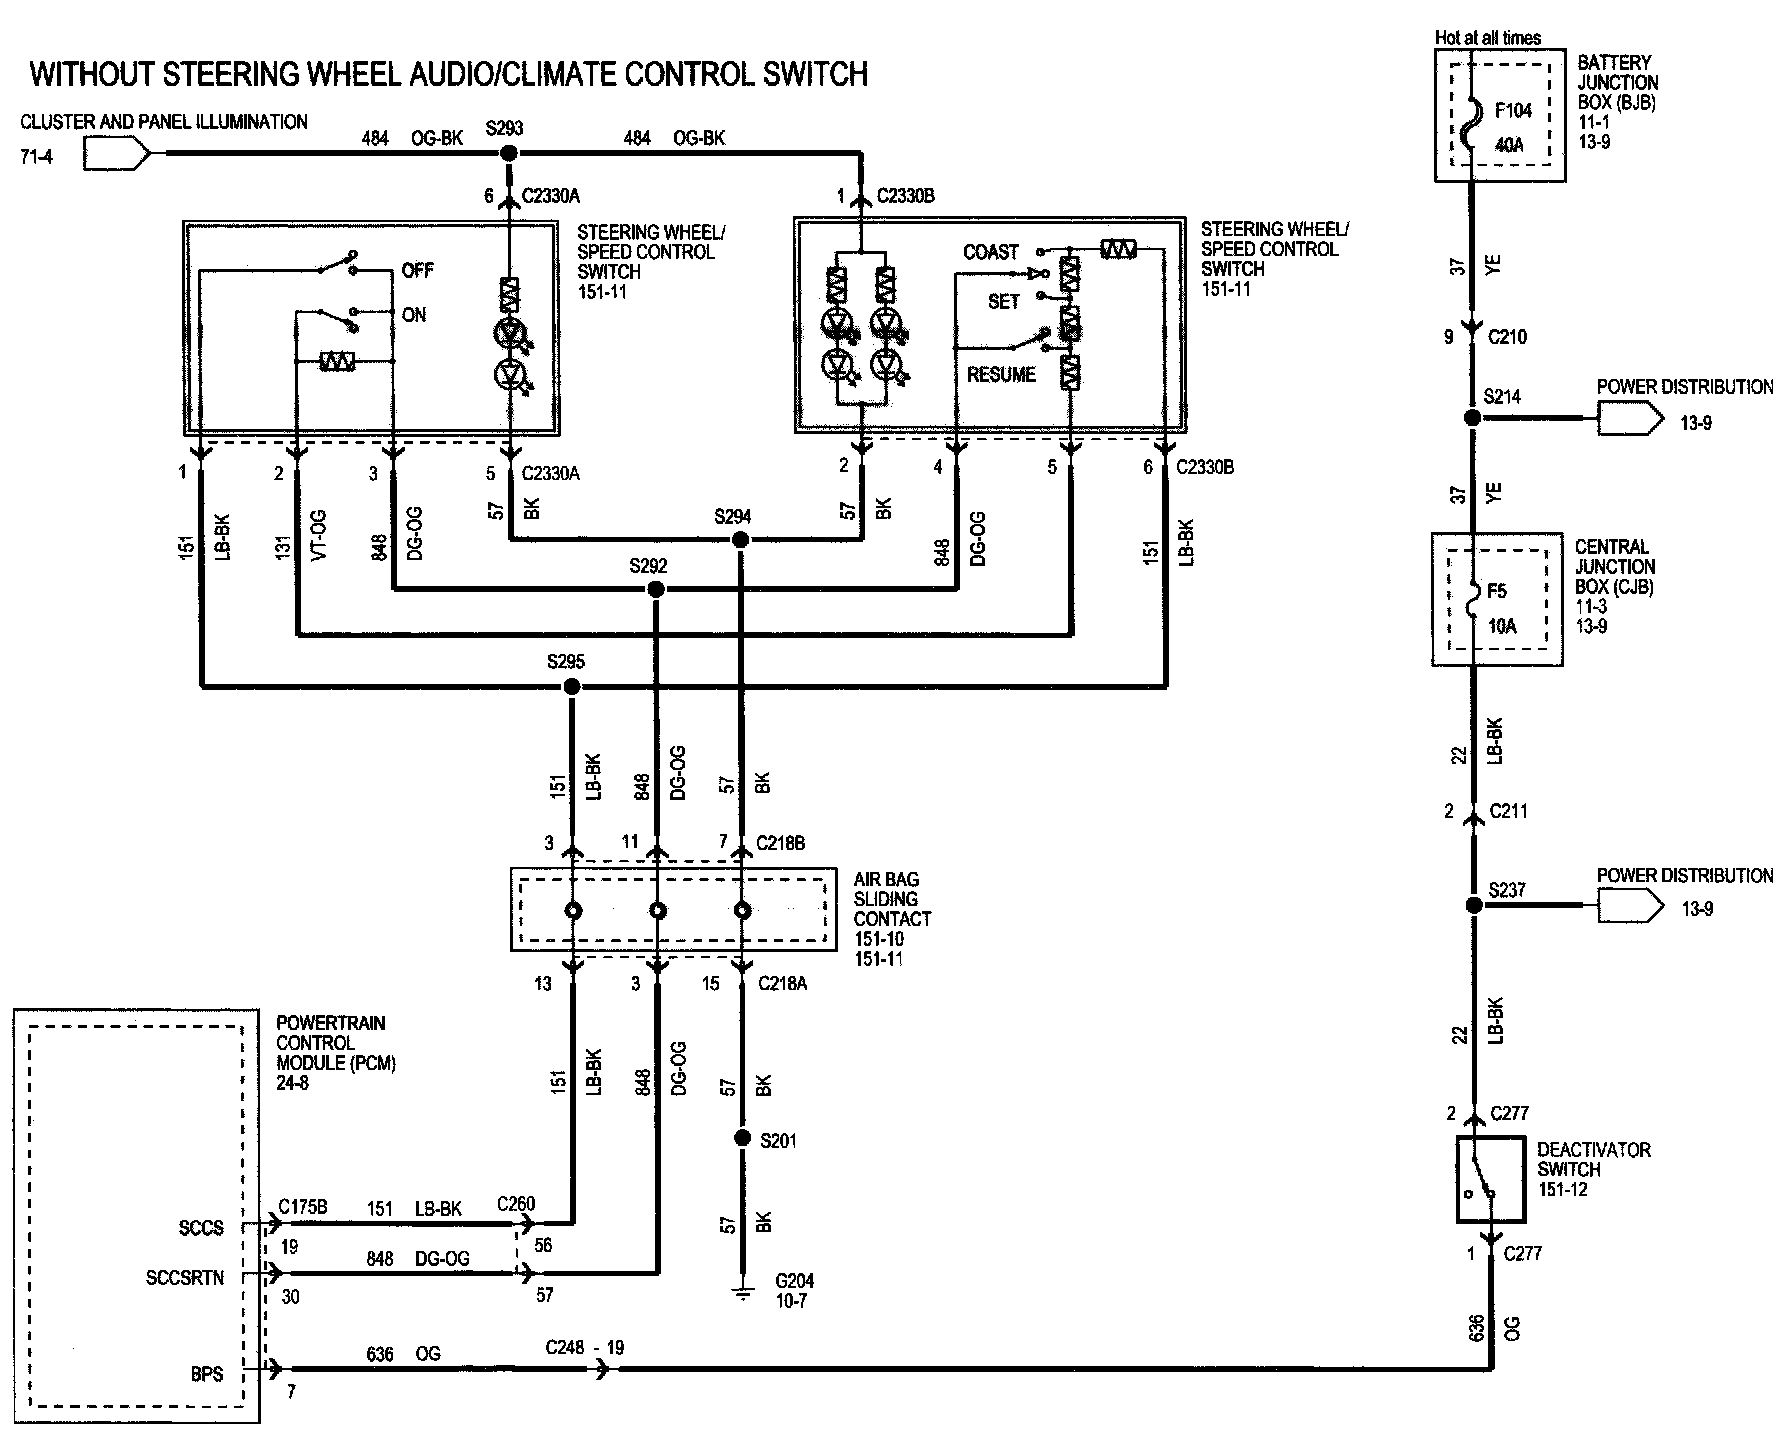 WITHOUT STEERING WHEEL AUDIO/CLIMATE CONTROL SWITCH
CLUSTER AND PANEL ILLUMINATION
71-4
484 OG-BK
S293
484 OG-BK
6 C2330A
1 C2330B
STEERING WHEEL/
SPEED CONTROL
SWITCH
151-11
OFF
ON
COAST
SET
RESUME
STEERING WHEEL/
SPEED CONTROL
SWITCH
151-11
1
2
3
5 C2330A
2
4
5
6 C2330B
151 LB-BK
131 VT-OG
848 DG-OG
57 BK
S294
57 BK
848 DG-OG
151 LB-BK
S292
S295
151 LB-BK
848 DG-OG
57 BK
3
11
7 C218B
AIR BAG
SLIDING
CONTACT
151-10
151-11
13
3
15 C218A
151 LB-BK
848 DG-OG
57 BK
S201
57 BK
G204
10-7
POWERTRAIN
CONTROL
MODULE (PCM)
24-8
SCCS
C175B
19
151 LB-BK
C260
56
SCCSRTN
30
848 DG-OG
57
BPS
7
636 OG
C248 - 19
Hot at all times
BATTERY
JUNCTION
BOX (BJB)
11-1
13-9
F104
40A
37 YE
9 C210
S214
POWER DISTRIBUTION
13-9
37 YE
CENTRAL
JUNCTION
BOX (CJB)
11-3
13-9
F5
10A
22 LB-BK
2 C211
S237
POWER DISTRIBUTION
13-9
22 LB-BK
2 C277
DEACTIVATOR
SWITCH
151-12
1 C277
636 OG